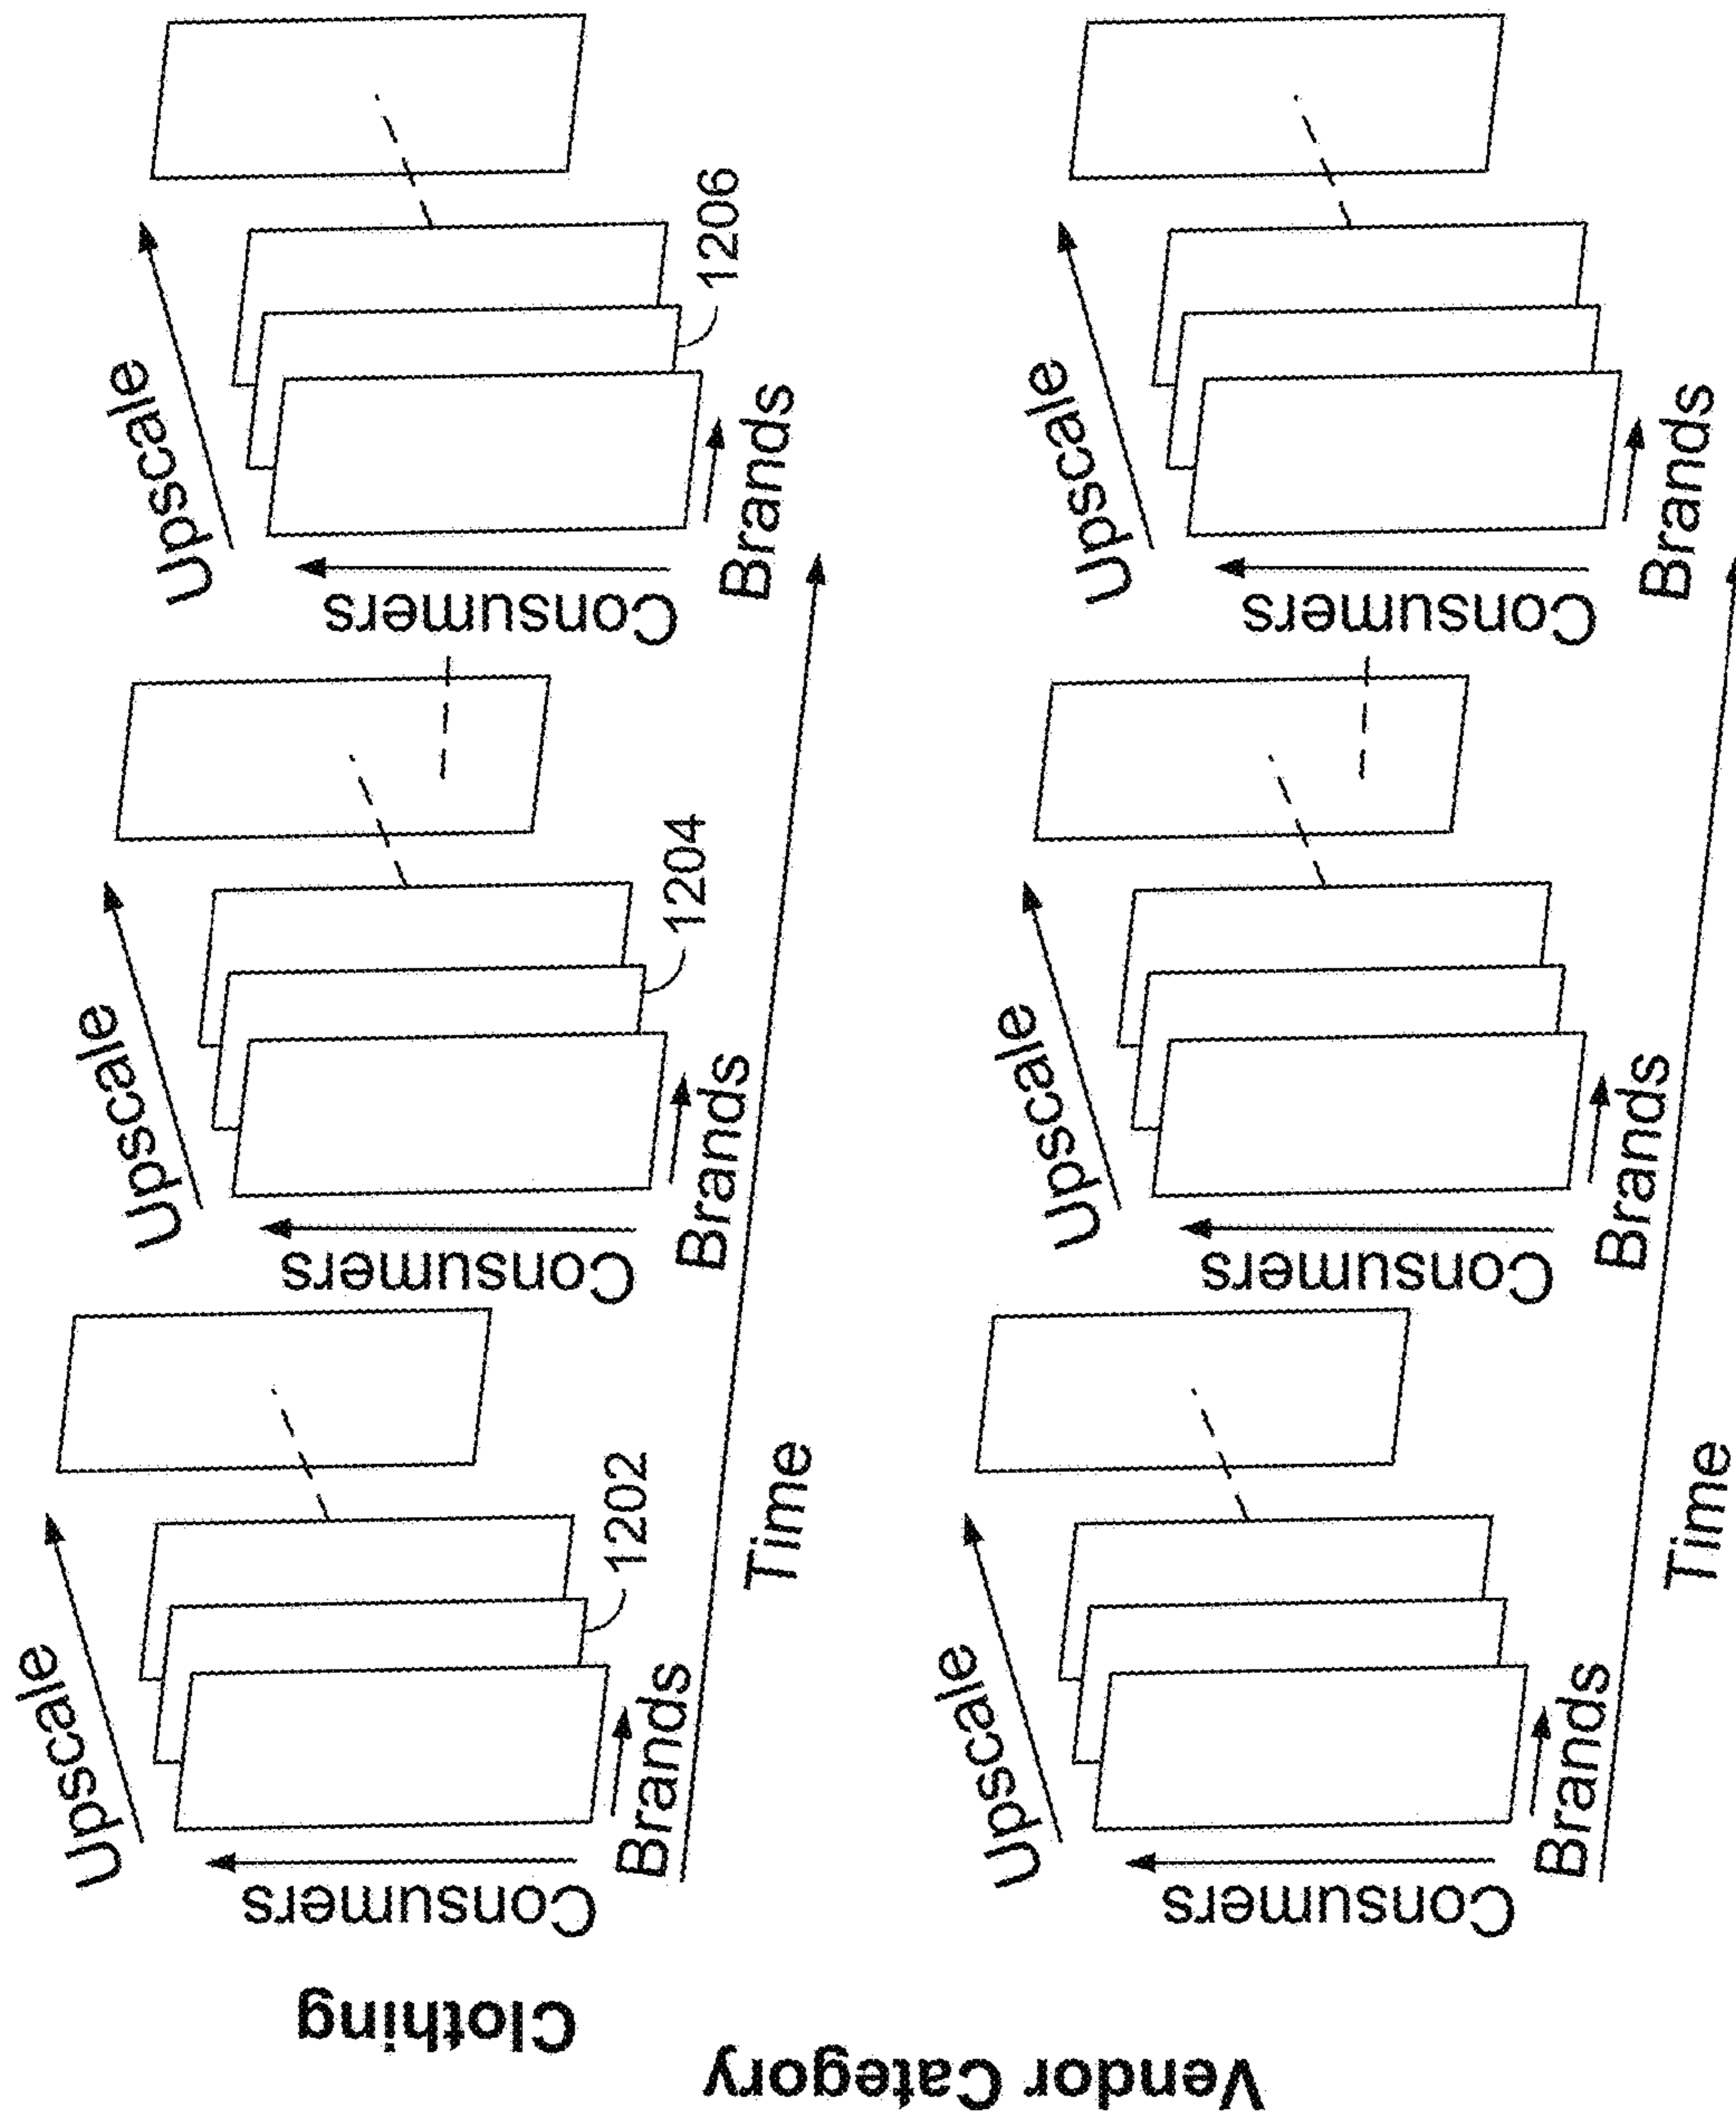 Vendor Category
Clothing
Upscale
Consumers
1202
Brands
Upscale
Consumers
1204
Brands
Upscale
Consumers
1206
Brands
Time
Upscale
Consumers
Brands
Upscale
Consumers
Brands
Upscale
Consumers
Brands
Time